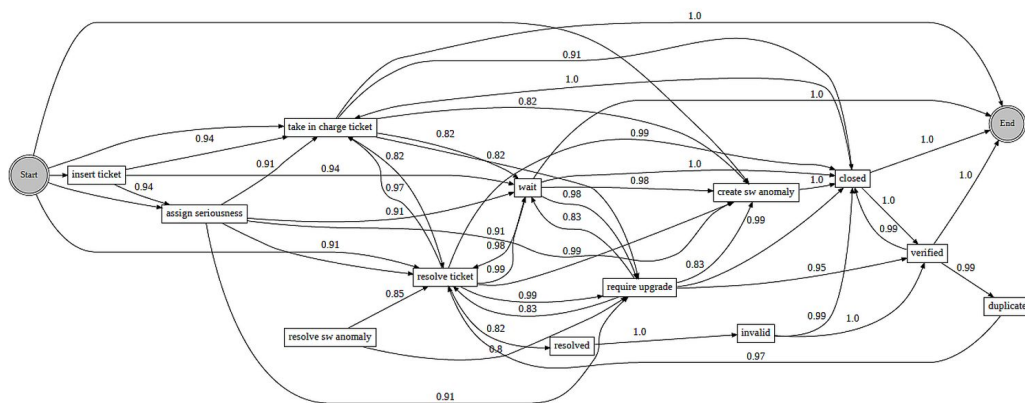 1.0
0.91
1.0
0.82
take in charge ticket
0.94
0.82
0.82
0.99
1.0
1.0
End
Start
insert ticket
0.94
0.91
0.94
0.97
wait
0.98
0.98
1.0
create sw anomaly
1.0
closed
1.0
assign seriousness
0.91
0.91
0.98
0.99
0.83
0.99
0.99
1.0
0.91
resolve ticket
0.99
0.83
require upgrade
0.83
0.95
verified
0.99
0.85
0.82
0.83
duplicate
resolve sw anomaly
0.8
resolved
1.0
invalid
0.99
1.0
0.97
0.91